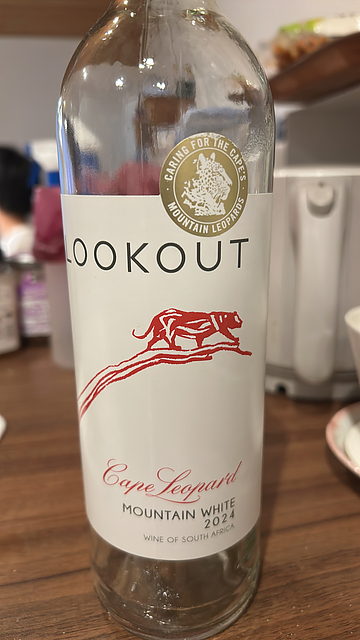 CARING FOR THE CAPE'S
MOUNTAIN LEOPARDS
LOOKOUT
Cape Leopard
MOUNTAIN WHITE
2024
WINE OF SOUTH AFRICA